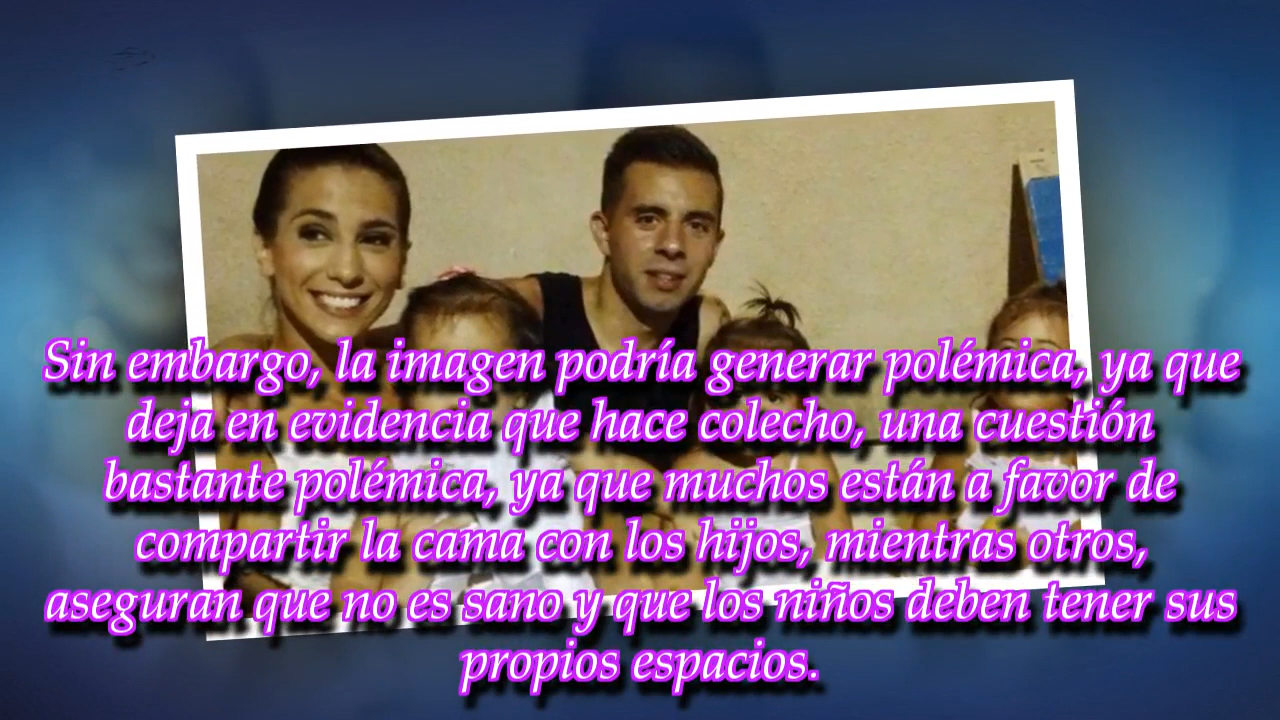 Sin embargo, la imagen podría generar polémica, ya que
deja en evidencia que hace colecho, una cuestión
bastante polémica, ya que muchos están a favor de
compartir la cama con los hijos, mientras otros,
aseguran que no es sano y que los niños deben tener sus
propios espacios.